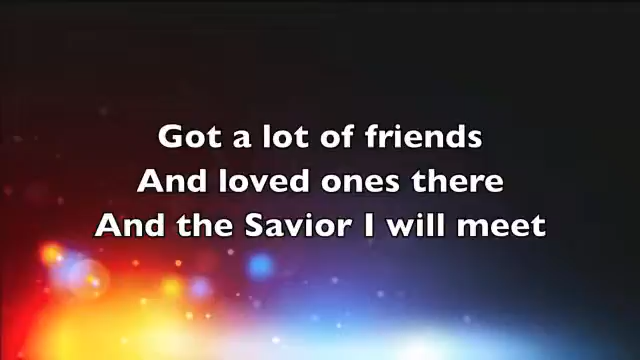 Got a lot of friends
And loved ones there
And the Savior I will meet